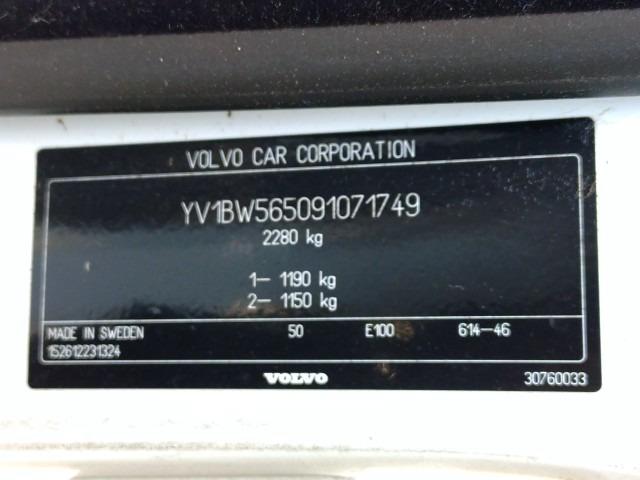 VOLVO CAR CORPORATION
YV1BW565091071749
2280 kg
1- 1190 kg
2- 1150 kg
MADE IN SWEDEN 50 E100 614-46
152612231324
VOLVO 30760033